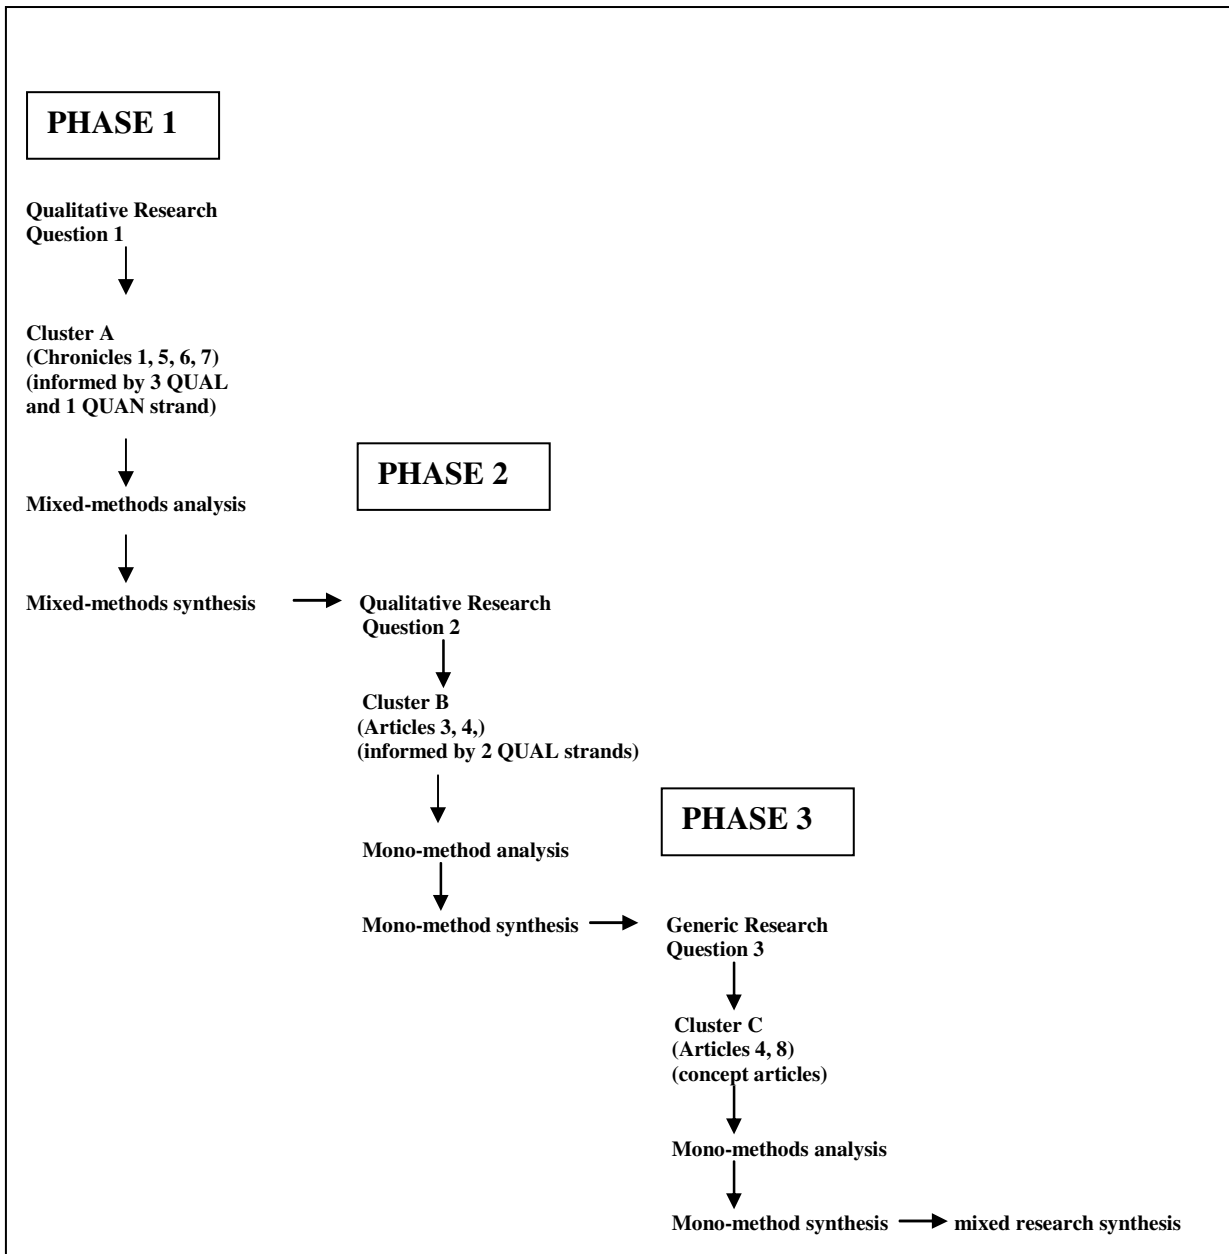 PHASE 1
Qualitative Research
Question 1
Cluster A
(Chronicles 1, 5, 6, 7)
(informed by 3 QUAL
and 1 QUAN strand)
Mixed-methods analysis
Mixed-methods synthesis
PHASE 2
Qualitative Research
Question 2
Cluster B
(Articles 3, 4,)
(informed by 2 QUAL strands)
Mono-method analysis
Mono-method synthesis
PHASE 3
Generic Research
Question 3
Cluster C
(Articles 4, 8)
(concept articles)
Mono-methods analysis
Mono-method synthesis
mixed research synthesis